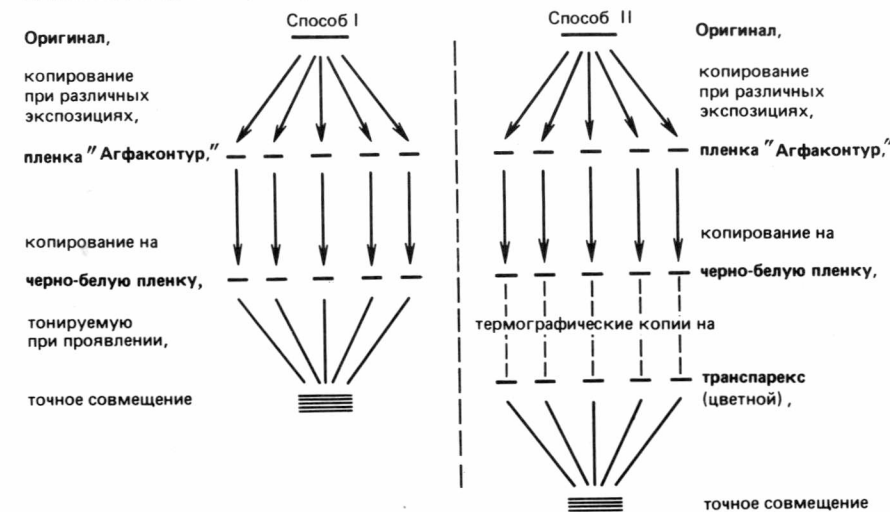 Способ I
Оригинал,
копирование
при различных
экспозициях,
пленка "Агфаконтур,"
копирование на
черно-белую пленку,
тонируемую
при проявлении,
точное совмещение
Способ II
Оригинал,
копирование
при различных
экспозициях,
пленка "Агфаконтур,"
копирование на
черно-белую пленку,
термографические копии на
транспарекс
(цветной),
точное совмещение